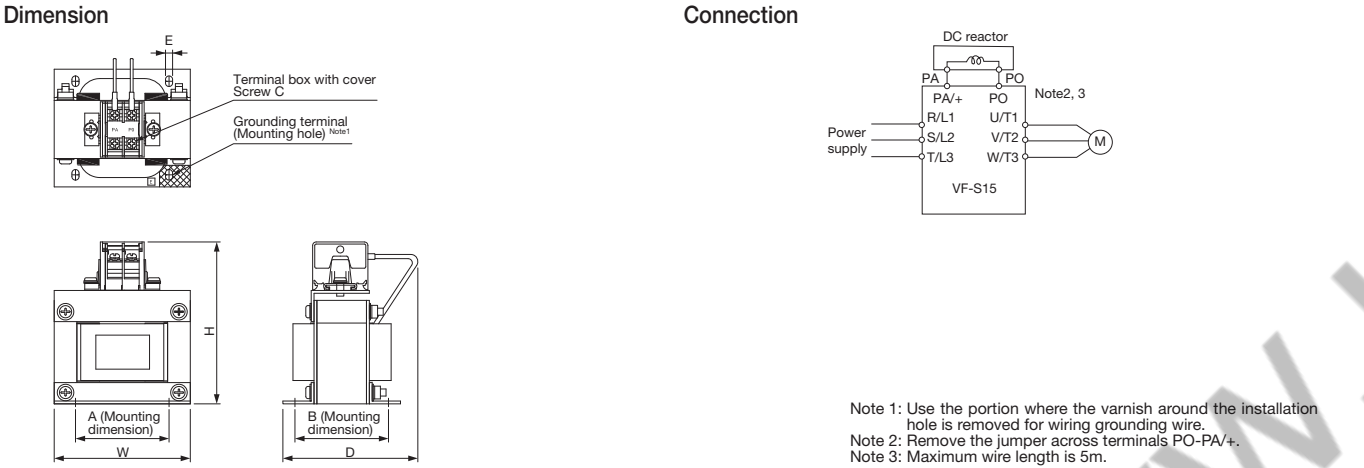 Dimension
E
Terminal box with cover
Screw C
Grounding terminal
(Mounting hole) Note1
PA PO
E
H
A (Mounting
dimension)
W
B (Mounting
dimension)
D
Connection
DC reactor
PA PO
PA/+ PO
Note2, 3
R/L1 U/T1
Power
supply
S/L2 V/T2
M
T/L3 W/T3
VF-S15
Note 1: Use the portion where the varnish around the installation
hole is removed for wiring grounding wire.
Note 2: Remove the jumper across terminals PO-PA/+.
Note 3: Maximum wire length is 5m.